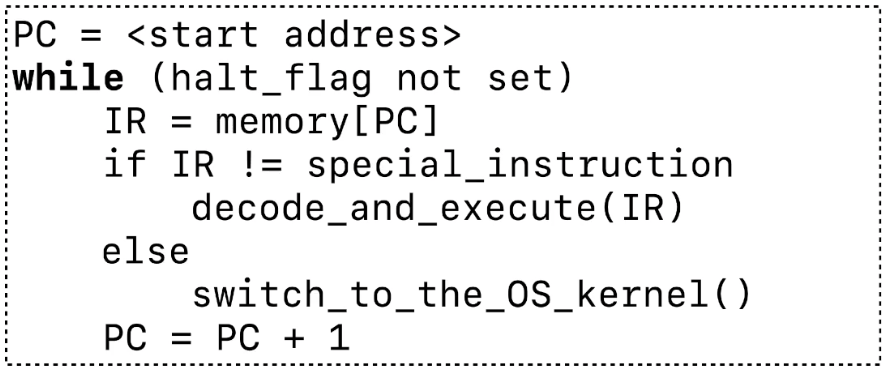 PC = <start address>
while (halt_flag not set)
IR = memory[PC]
if IR != special_instruction
decode_and_execute(IR)
else
switch_to_the_OS_kernel()
PC = PC + 1